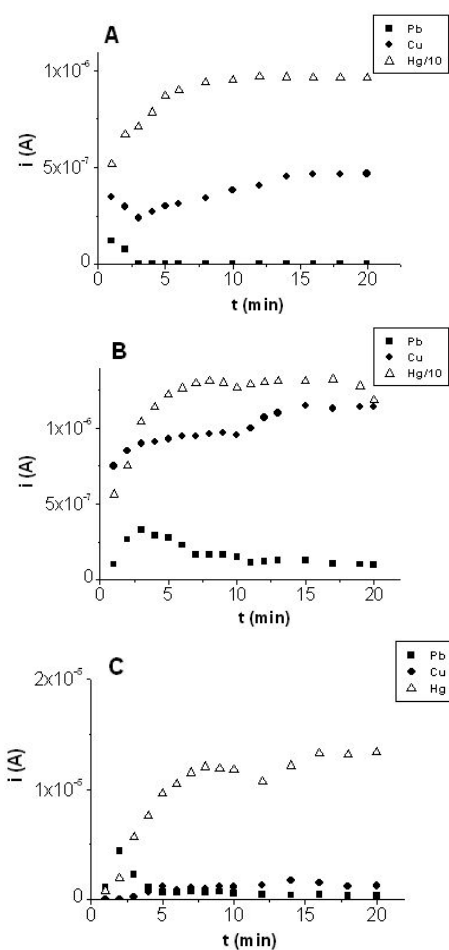 A
Pb
Cu
Hg/10
1x10⁻⁶
5x10⁻⁷
0
0 5 10 15 20
i (A)
t (min)
B
Pb
Cu
Hg/10
1x10⁻⁶
5x10⁻⁷
0
0 5 10 15 20
i (A)
t (min)
C
Pb
Cu
Hg
2x10⁻⁵
1x10⁻⁵
0
0 5 10 15 20
i (A)
t (min)